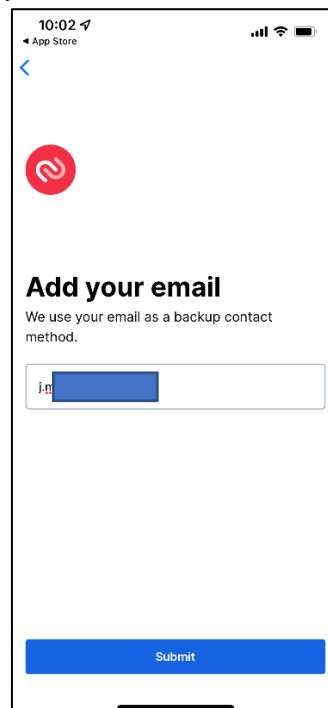 10:02
App Store
Add your email
We use your email as a backup contact
method.
j.m
Submit